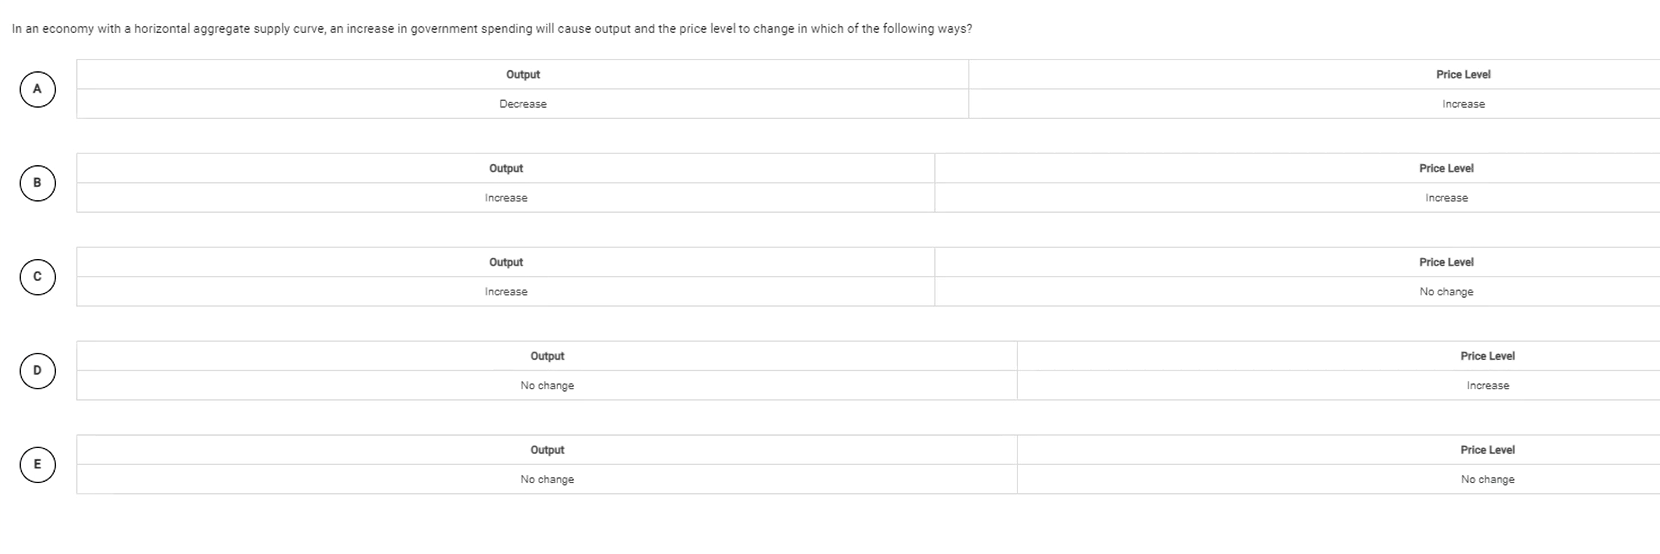 In an economy with a horizontal aggregate supply curve, an increase in government spending will cause output and the price level to change in which of the following ways?
A
Output Price Level
Decrease Increase
B
Output Price Level
Increase Increase
C
Output Price Level
Increase No change
D
Output Price Level
No change Increase
E
Output Price Level
No change No change